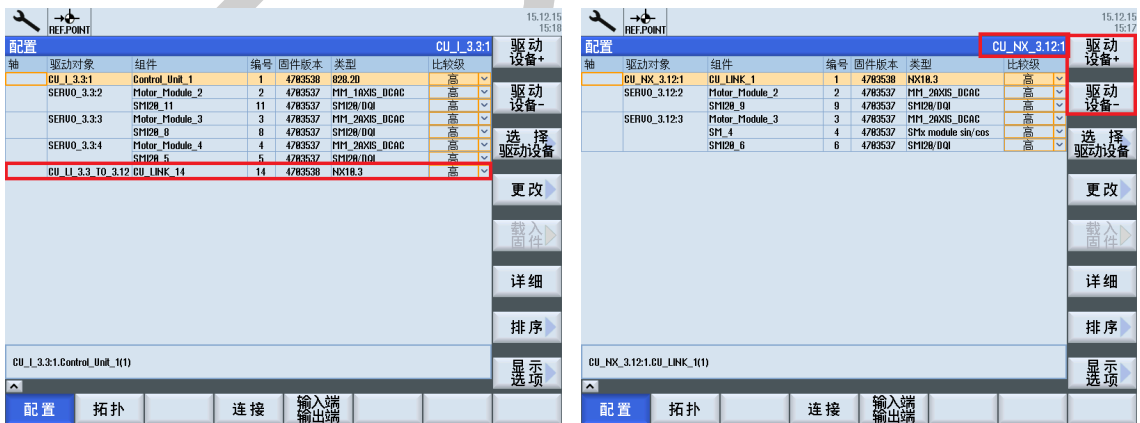 REF.POINT
15.12.15
15:18
配置 CU_I_3.3:1
轴 驱动对象 组件 编号 固件版本 类型 比较级
CU_I_3.3:1 Control_Unit_1 1 4703538 828.2D 高
SERVO_3.3:2 Motor_Module_2 2 4703537 MM_1AXIS_DCAC 高
SMI20_11 11 4703537 SMI20/DQI 高
SERVO_3.3:3 Motor_Module_3 3 4703537 MM_2AXIS_DCAC 高
SMI20_8 8 4703537 SMI20/DQI 高
SERVO_3.3:4 Motor_Module_4 4 4703537 MM_2AXIS_DCAC 高
SMI20_5 5 4703537 SMI20/DQI 高
CU_LI_3.3_TO_3.12 CU_LINK_14 14 4703538 NX10.3 高
CU_I_3.3:1.Control_Unit_1(1)
驱动
设备+
驱动
设备-
选择
驱动设备
更改
载入
固件
详细
排序
显示
选项
配置 拓扑 连接 输入端
输出端
REF.POINT
15.12.15
15:17
配置 CU_NX_3.12:1
轴 驱动对象 组件 编号 固件版本 类型 比较级
CU_NX_3.12:1 CU_LINK_1 1 4703538 NX10.3 高
SERVO_3.12:2 Motor_Module_2 2 4703537 MM_2AXIS_DCAC 高
SMI20_9 9 4703537 SMI20/DQI 高
SERVO_3.12:3 Motor_Module_3 3 4703537 MM_2AXIS_DCAC 高
SM_4 4 4703537 SMx module sin/cos 高
SMI20_6 6 4703537 SMI20/DQI 高
CU_NX_3.12:1.CU_LINK_1(1)
驱动
设备+
驱动
设备-
选择
驱动设备
更改
载入
固件
详细
排序
显示
选项
配置 拓扑 连接 输入端
输出端